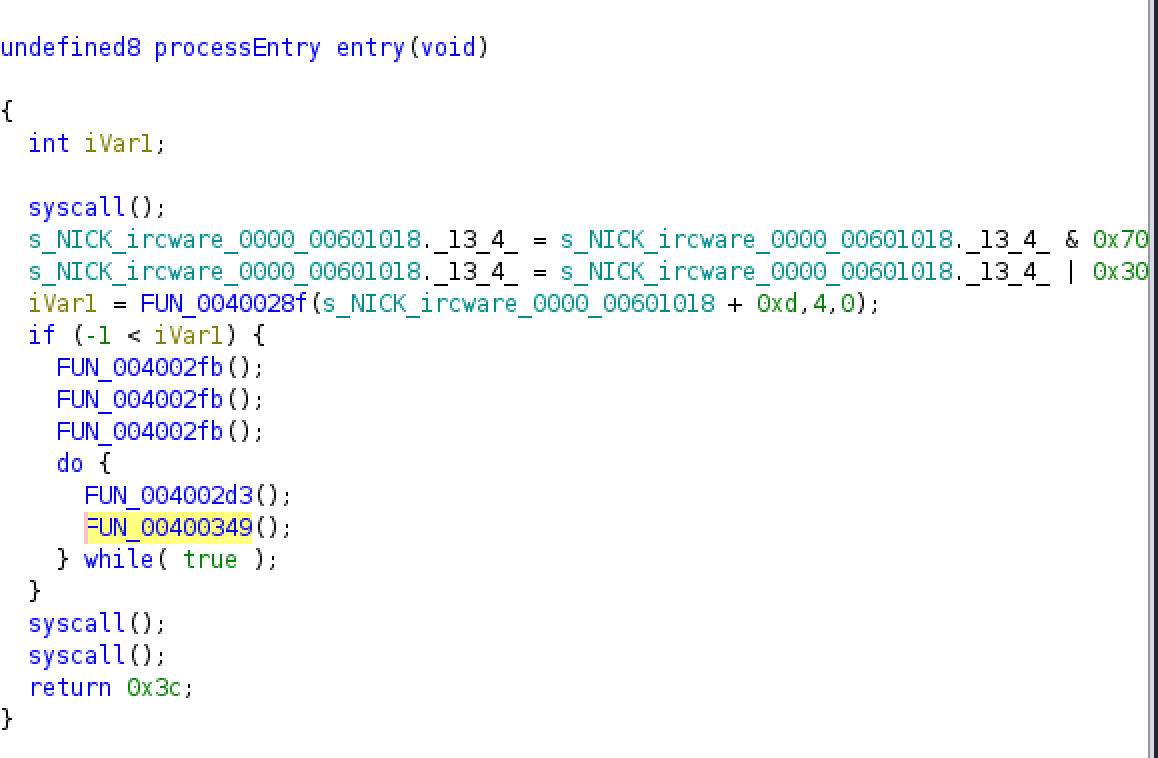 undefined8 processEntry entry(void)
{
int iVar1;
syscall();
s_NICK_ircware_0000_00601018._13_4_ = s_NICK_ircware_0000_00601018._13_4_ & 0x70
s_NICK_ircware_0000_00601018._13_4_ = s_NICK_ircware_0000_00601018._13_4_ | 0x30
iVar1 = FUN_0040028f(s_NICK_ircware_0000_00601018 + 0xd,4,0);
if (-1 < iVar1) {
FUN_004002fb();
FUN_004002fb();
FUN_004002fb();
do {
FUN_004002d3();
FUN_00400349();
} while( true );
}
syscall();
syscall();
return 0x3c;
}